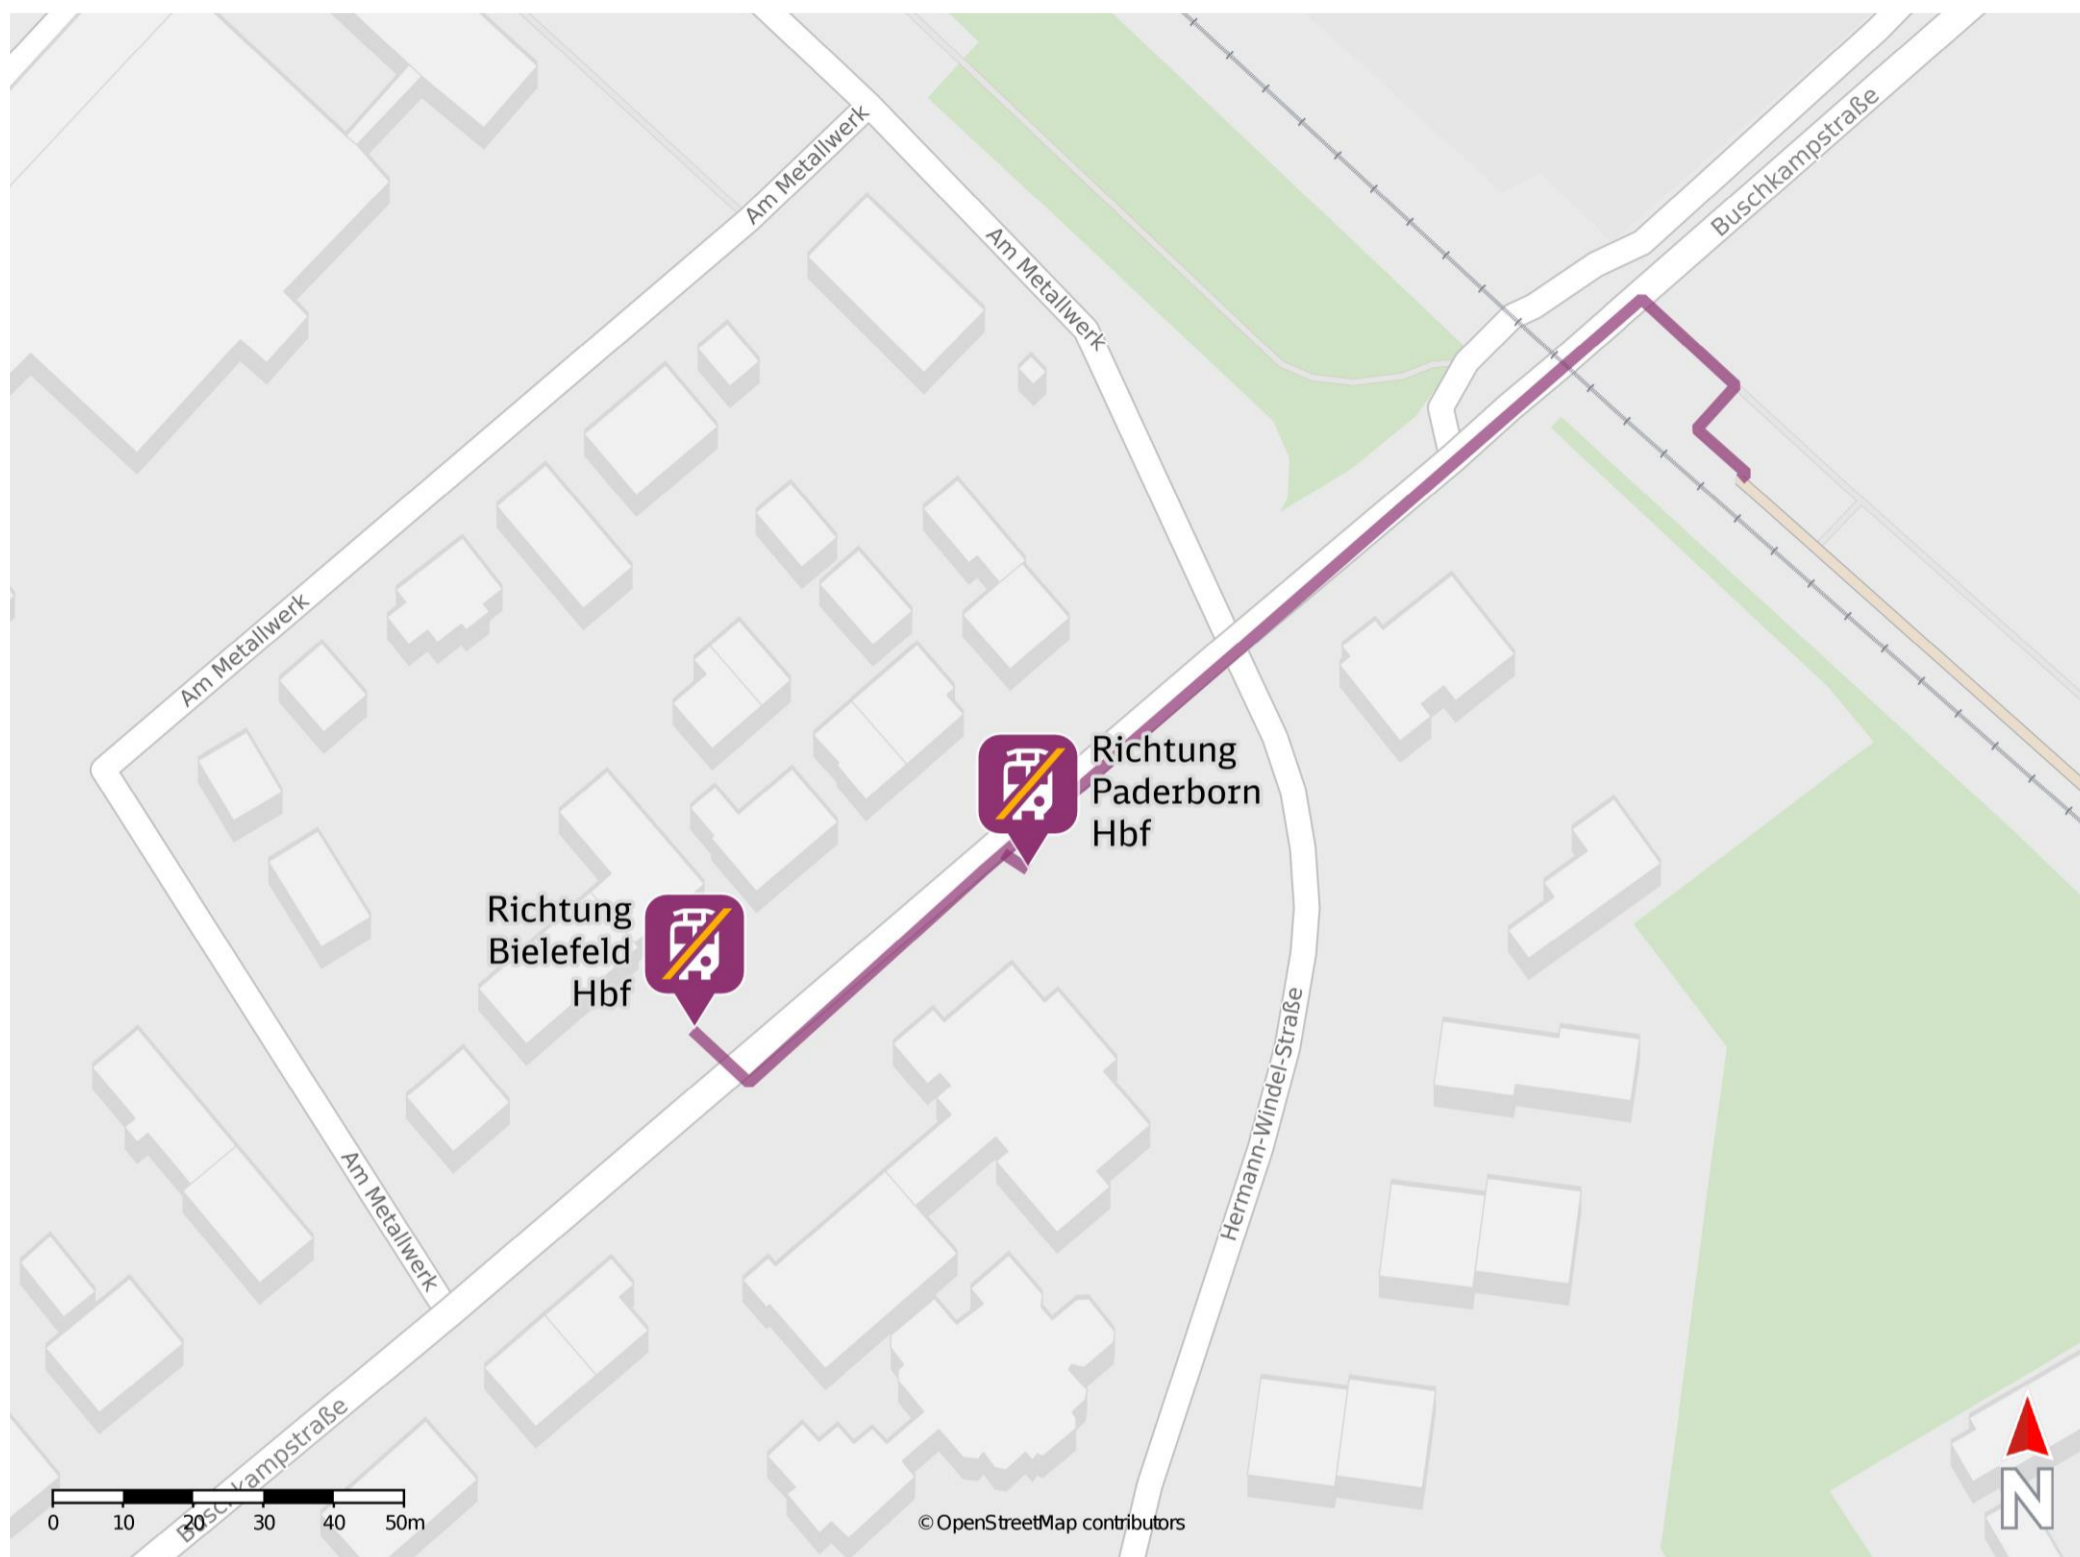 Buschkampstraße
Am Metallwerk
Am Metallwerk
Am Metallwerk
Richtung
Paderborn
Hbf
Richtung
Bielefeld
Hbf
Hermann-Windel-Straße
Am Metallwerk
Buschkampstraße
0 10 20 30 40 50m
© OpenStreetMap contributors
N